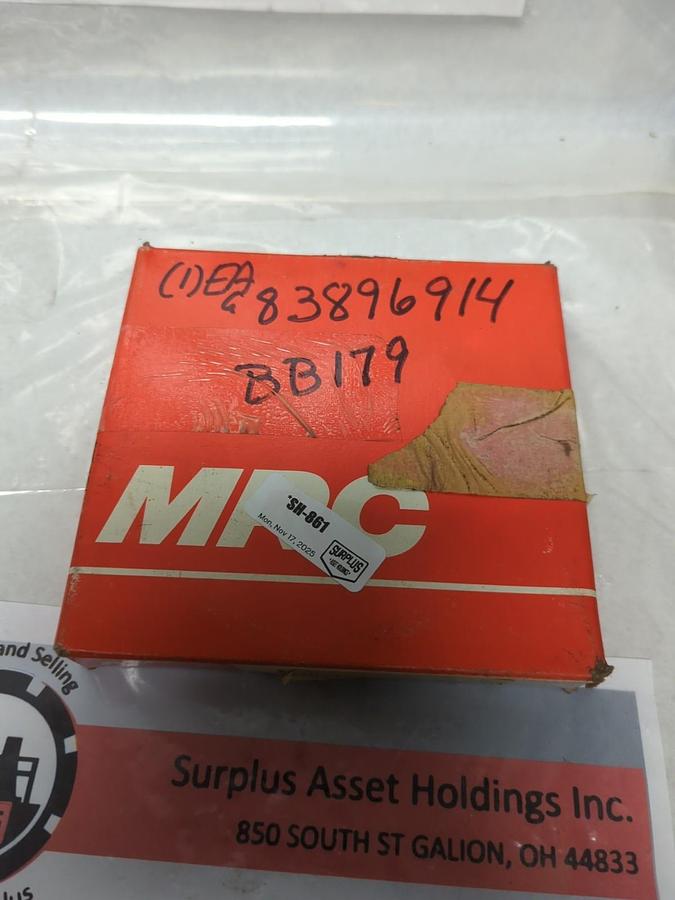 (1) EA
G83896914
BB179
MRC
*SH-861
Mon, Nov 17, 2025
SURPLUS
and Selling
Surplus Asset Holdings Inc.
850 SOUTH ST GALION, OH 44833